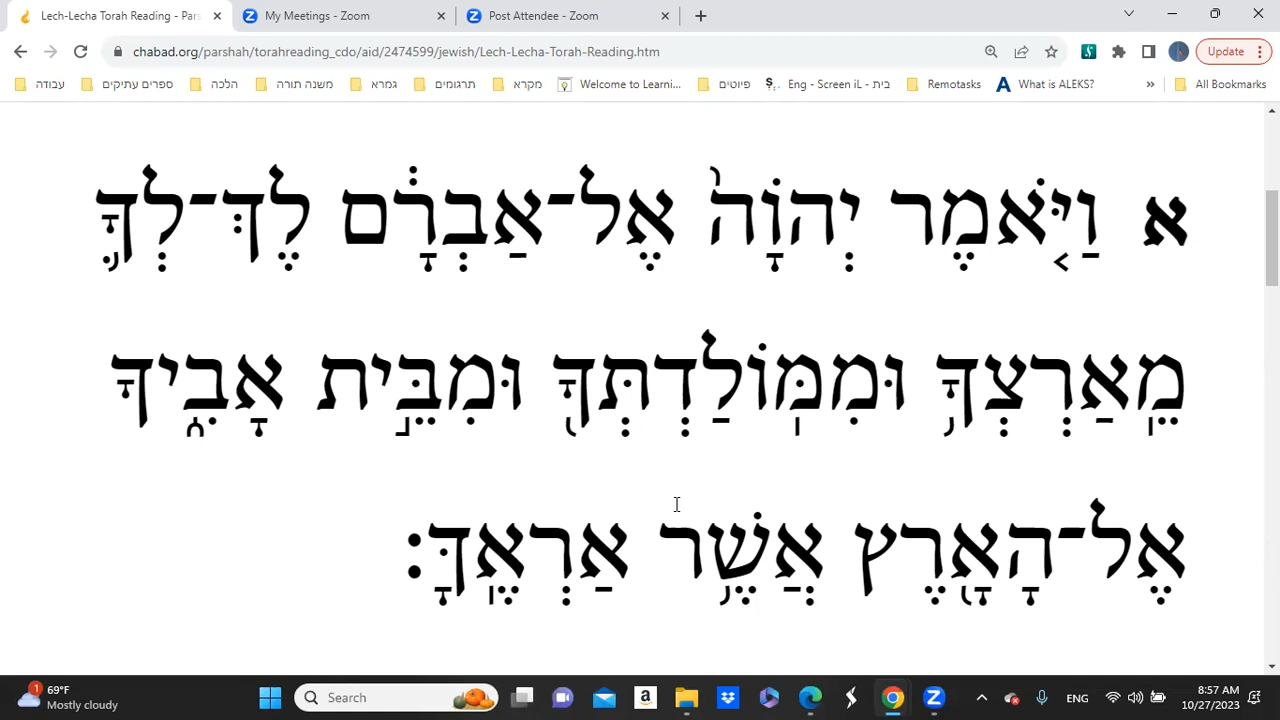 Lech-Lecha Torah Reading - Pars
My Meetings - Zoom
Post Attendee - Zoom
chabad.org/parshah/torahreading_cdo/aid/2474599/jewish/Lech-Lecha-Torah-Reading.htm
Update
עבודה
ספרים עתיקים
הלכה
משנה תורה
גמרא
תרגומים
מקרא
Welcome to Learni...
פיוטים
Eng - Screen iL - בית
Remotasks
What is ALEKS?
»
All Bookmarks
א וַיֹּ֤אמֶר יְהוָֹה֙ אֶל־אַבְרָ֔ם לֶךְ־לְךָ֛
מֵֽאַרְצְךָ֥ וּמִמּֽוֹלַדְתְּךָ֖ וּמִבֵּ֣ית אָבִ֑יךָ
אֶל־הָאָ֖רֶץ אֲשֶׁ֥ר אַרְאֶֽךָּ׃
69°F
Mostly cloudy
1
Search
ENG
8:57 AM
10/27/2023